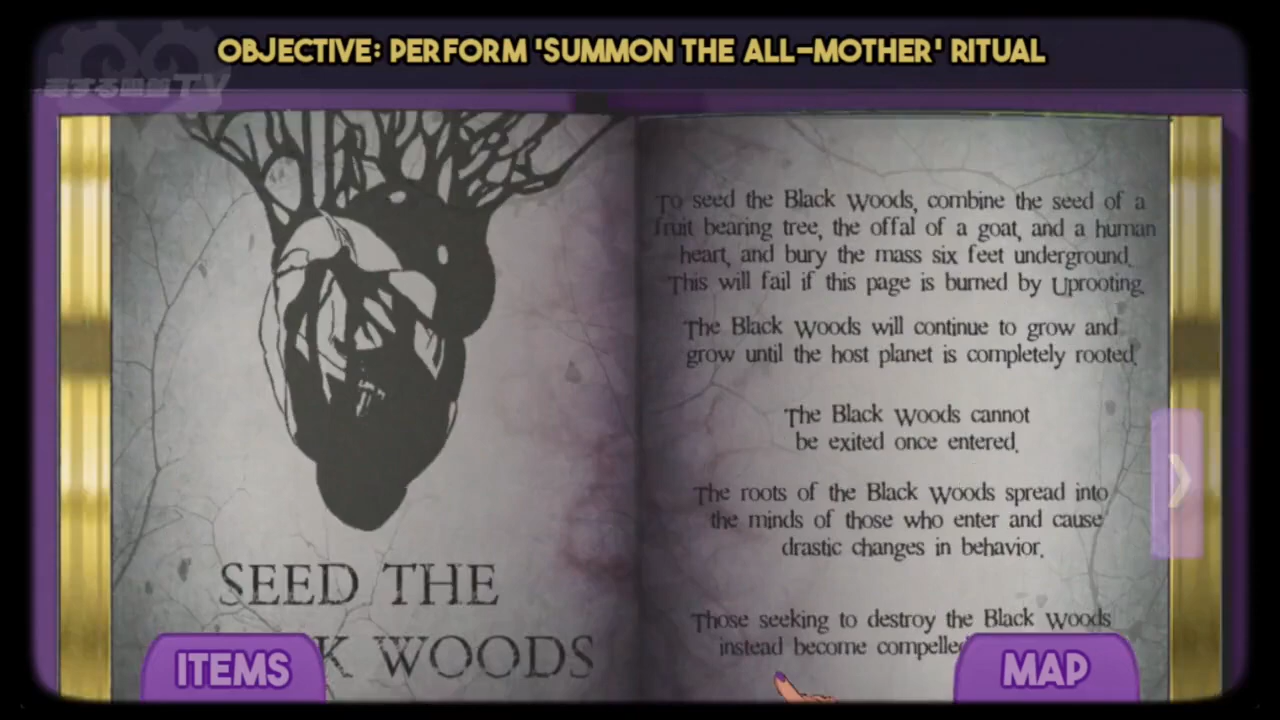 OBJECTIVE: PERFORM 'SUMMON THE ALL-MOTHER' RITUAL
TV
To seed the Black Woods, combine the seed of a
fruit bearing tree, the offal of a goat, and a human
heart, and bury the mass six feet underground.
This will fail if this page is burned by Uprooting.
The Black Woods will continue to grow and
grow until the host planet is completely rooted.
The Black Woods cannot
be exited once entered.
The roots of the Black Woods spread into
the minds of those who enter and cause
drastic changes in behavior.
Those seeking to destroy the Black Woods
instead become compelled
SEED THE
K WOODS
ITEMS
MAP